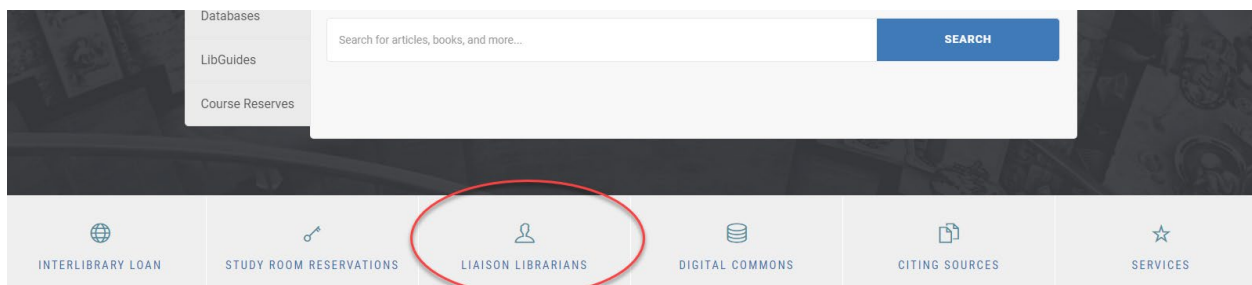 Databases
LibGuides
Course Reserves
Search for articles, books, and more...
SEARCH
INTERLIBRARY LOAN
STUDY ROOM RESERVATIONS
LIAISON LIBRARIANS
DIGITAL COMMONS
CITING SOURCES
SERVICES